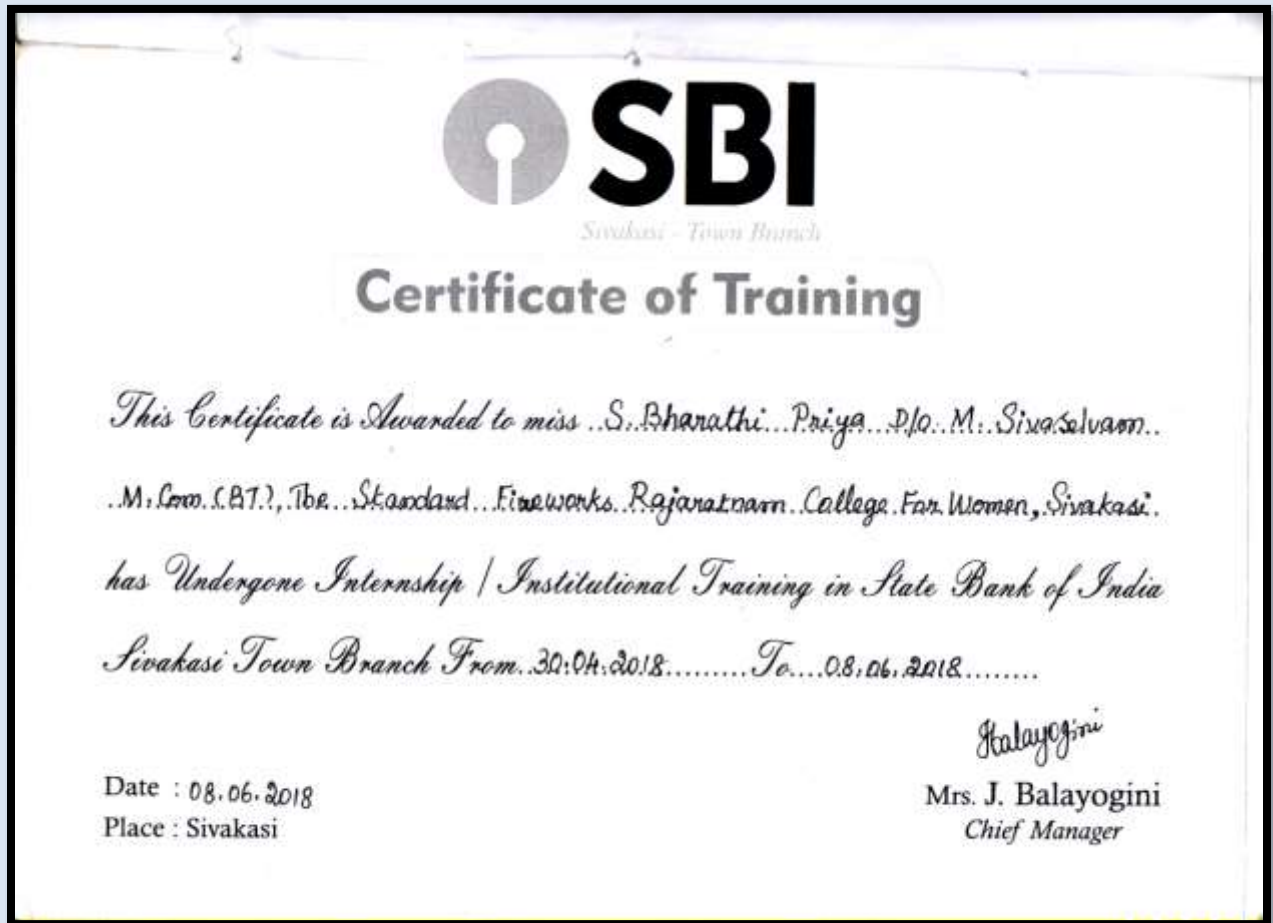 SBI
Sivakasi - Town Branch
Certificate of Training
This Certificate is Awarded to miss ..S. Bharathi...Priya...D/o..M..Sivaselvam..
..M.Com.(BT)., The...Standard...Fireworks..Rajaratnam..College..For Women, Sivakasi.
has Undergone Internship / Institutional Training in State Bank of India
Sivakasi Town Branch From..30.04.2018.........To....08.06.2018........
JBalayogini
Date : 08.06.2018
Mrs. J. Balayogini
Place : Sivakasi
Chief Manager